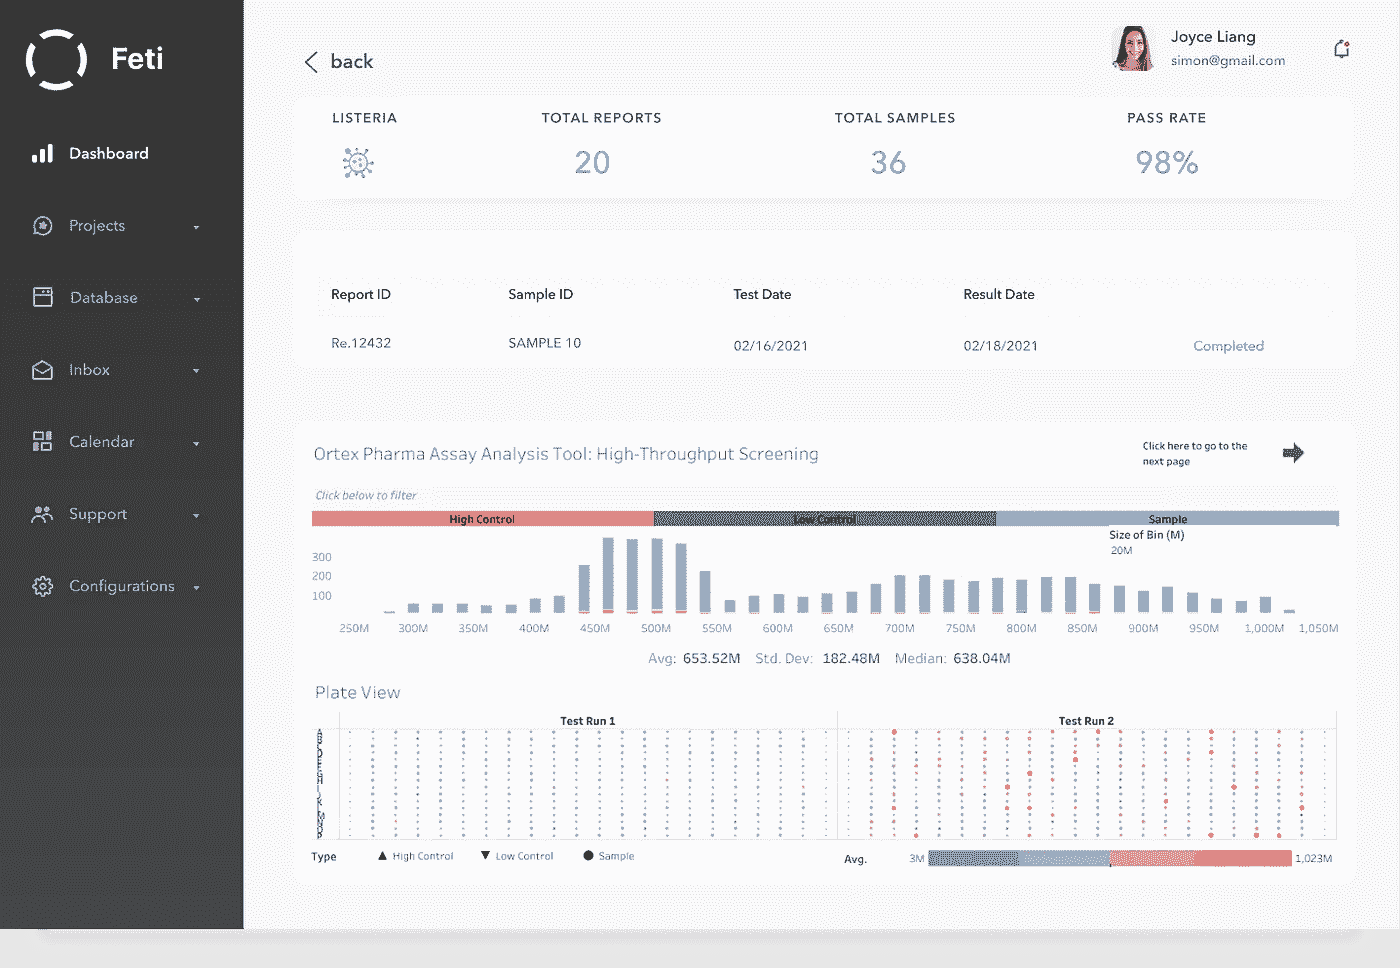 Feti
Dashboard
Projects
Database
Inbox
Calendar
Support
Configurations
back
Joyce Liang
simon@gmail.com
LISTERIA TOTAL REPORTS TOTAL SAMPLES PASS RATE
20 36 98%
Report ID Sample ID Test Date Result Date
Re.12432 SAMPLE 10 02/16/2021 02/18/2021 Completed
Ortex Pharma Assay Analysis Tool: High-Throughput Screening
Click here to go to the
next page
Click below to filter
High Control Low Control Sample
Size of Bin (M)
20M
300
200
100
250M 300M 350M 400M 450M 500M 550M 600M 650M 700M 750M 800M 850M 900M 950M 1,000M 1,050M
Avg: 653.52M Std. Dev: 182.48M Median: 638.04M
Plate View
Test Run 1 Test Run 2
A
B
D
H
K
M
P
Type High Control Low Control Sample Avg. 3M 1,023M